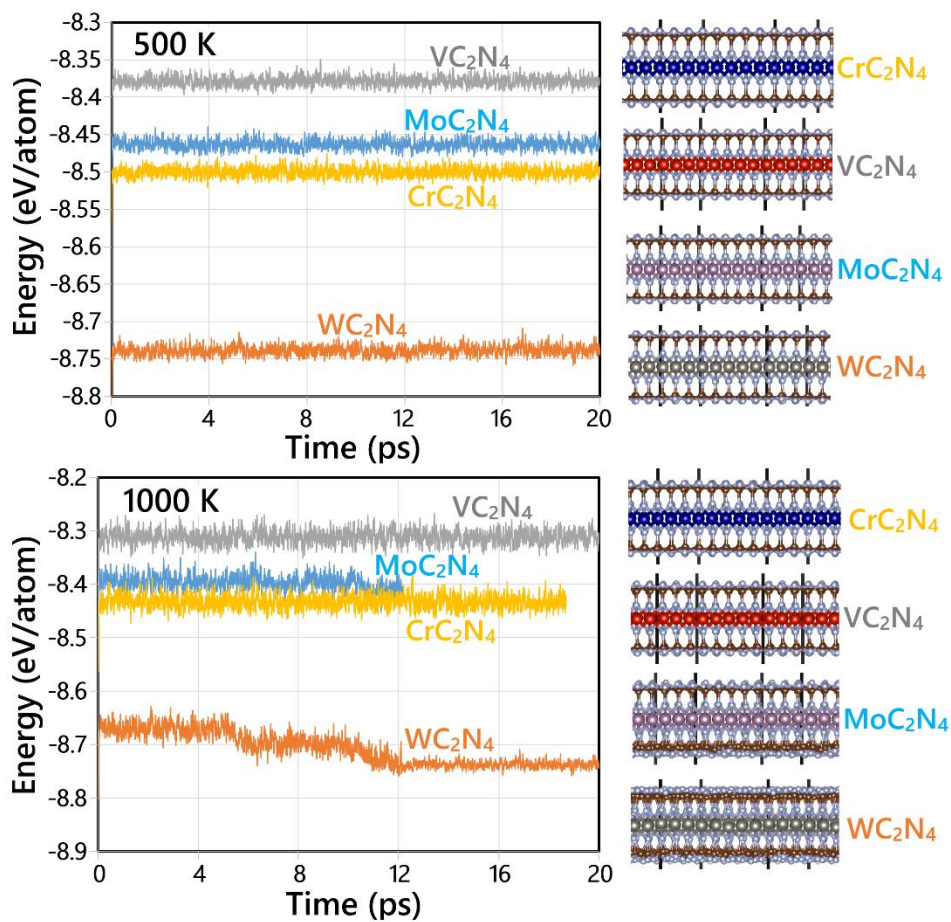 500 K
Energy (eV/atom)
-8.3
-8.35
-8.4
-8.45
-8.5
-8.55
-8.6
-8.65
-8.7
-8.75
-8.8
VC₂N₄
MoC₂N₄
CrC₂N₄
WC₂N₄
0 4 8 12 16 20
Time (ps)
CrC₂N₄
VC₂N₄
MoC₂N₄
WC₂N₄
1000 K
Energy (eV/atom)
-8.2
-8.3
-8.4
-8.5
-8.6
-8.7
-8.8
-8.9
VC₂N₄
MoC₂N₄
CrC₂N₄
WC₂N₄
0 4 8 12 16 20
Time (ps)
CrC₂N₄
VC₂N₄
MoC₂N₄
WC₂N₄